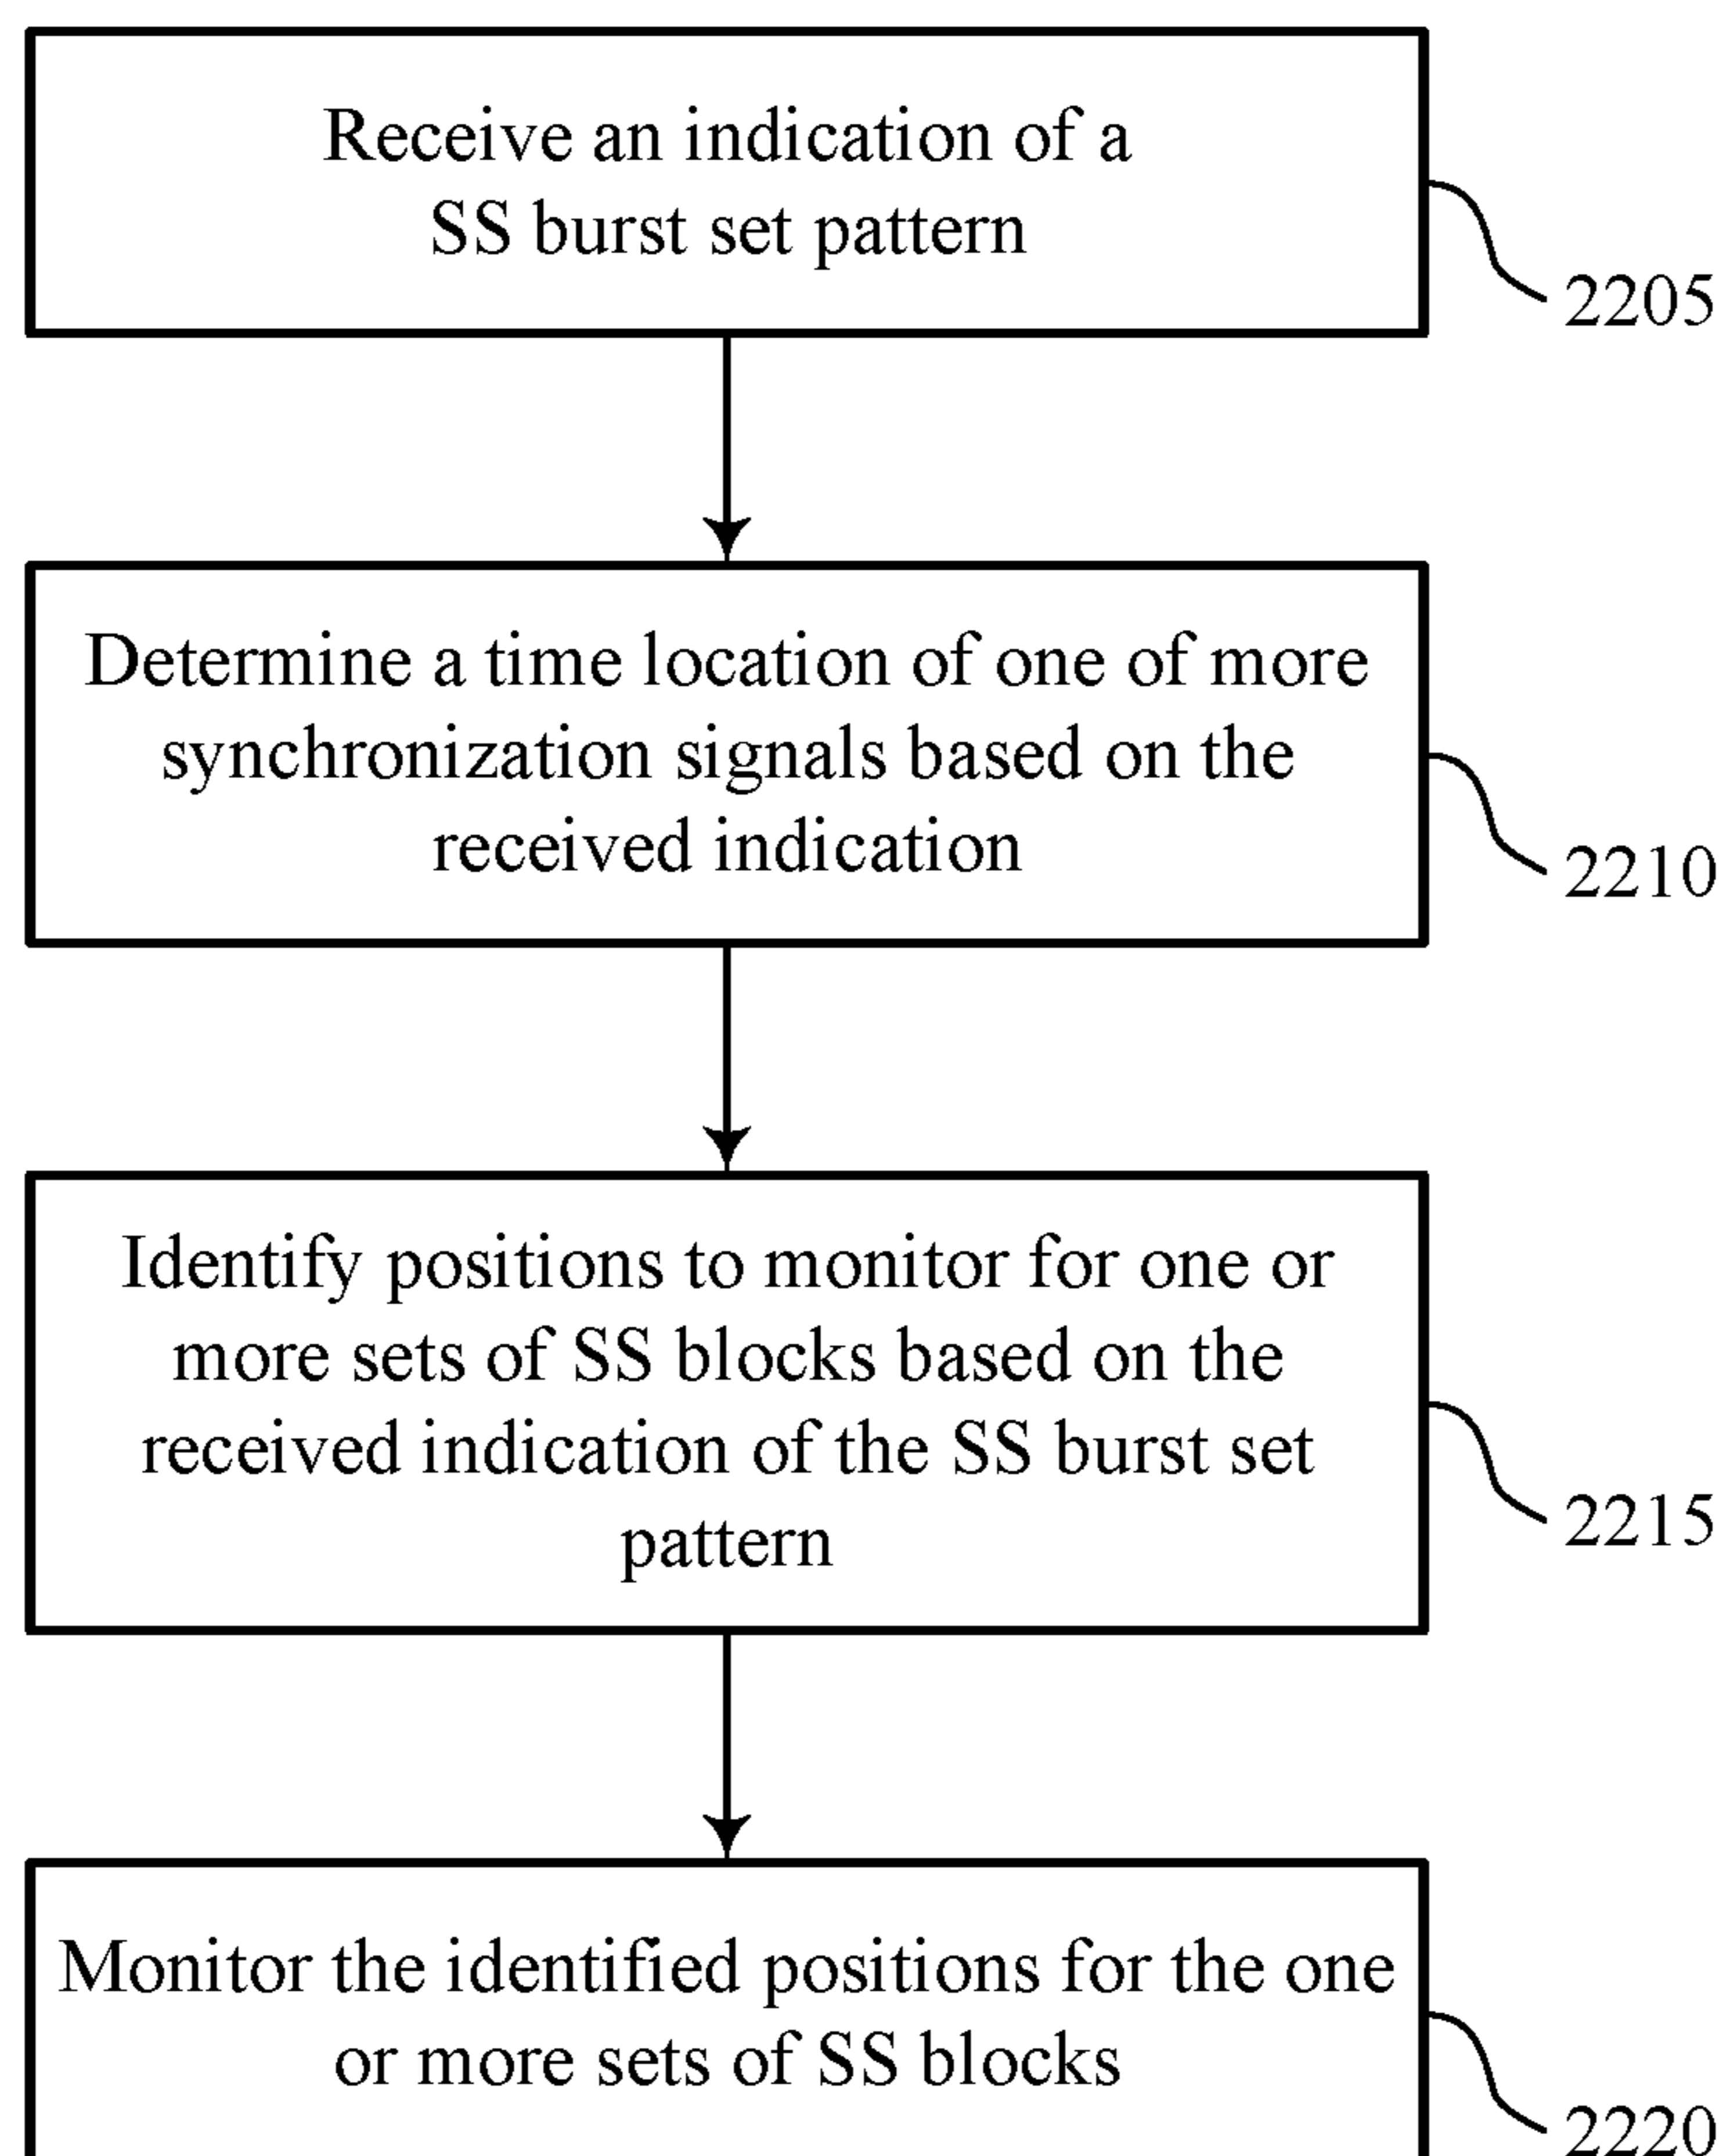 Receive an indication of a
SS burst set pattern
2205
Determine a time location of one of more
synchronization signals based on the
received indication
2210
Identify positions to monitor for one or
more sets of SS blocks based on the
received indication of the SS burst set
pattern
2215
Monitor the identified positions for the one
or more sets of SS blocks
2220